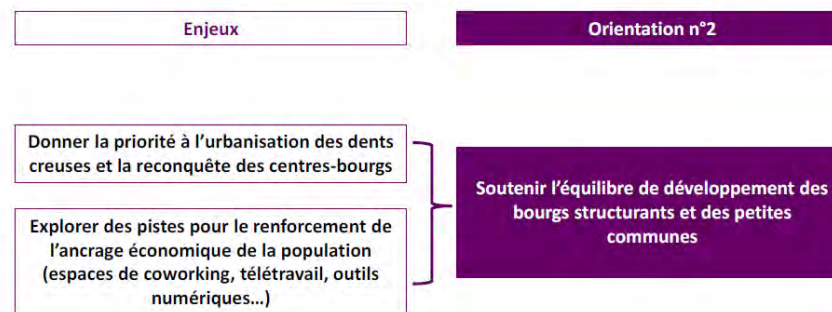 Enjeux
Orientation n°2
Donner la priorité à l'urbanisation des dents
creuses et la reconquête des centres-bourgs
Explorer des pistes pour le renforcement de
l'ancrage économique de la population
(espaces de coworking, télétravail, outils
numériques…)
Soutenir l'équilibre de développement des
bourgs structurants et des petites
communes